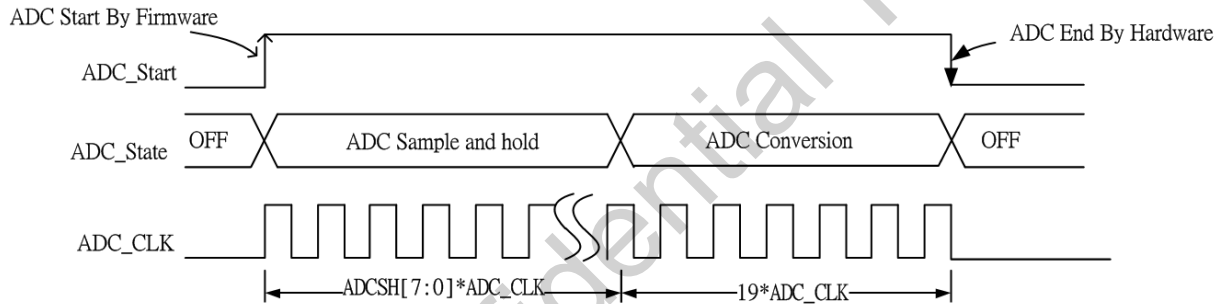 ADC Start By Firmware
ADC End By Hardware
ADC_Start
ADC_State
OFF
ADC Sample and hold
ADC Conversion
OFF
ADC_CLK
ADCSH[7:0]*ADC_CLK
19*ADC_CLK